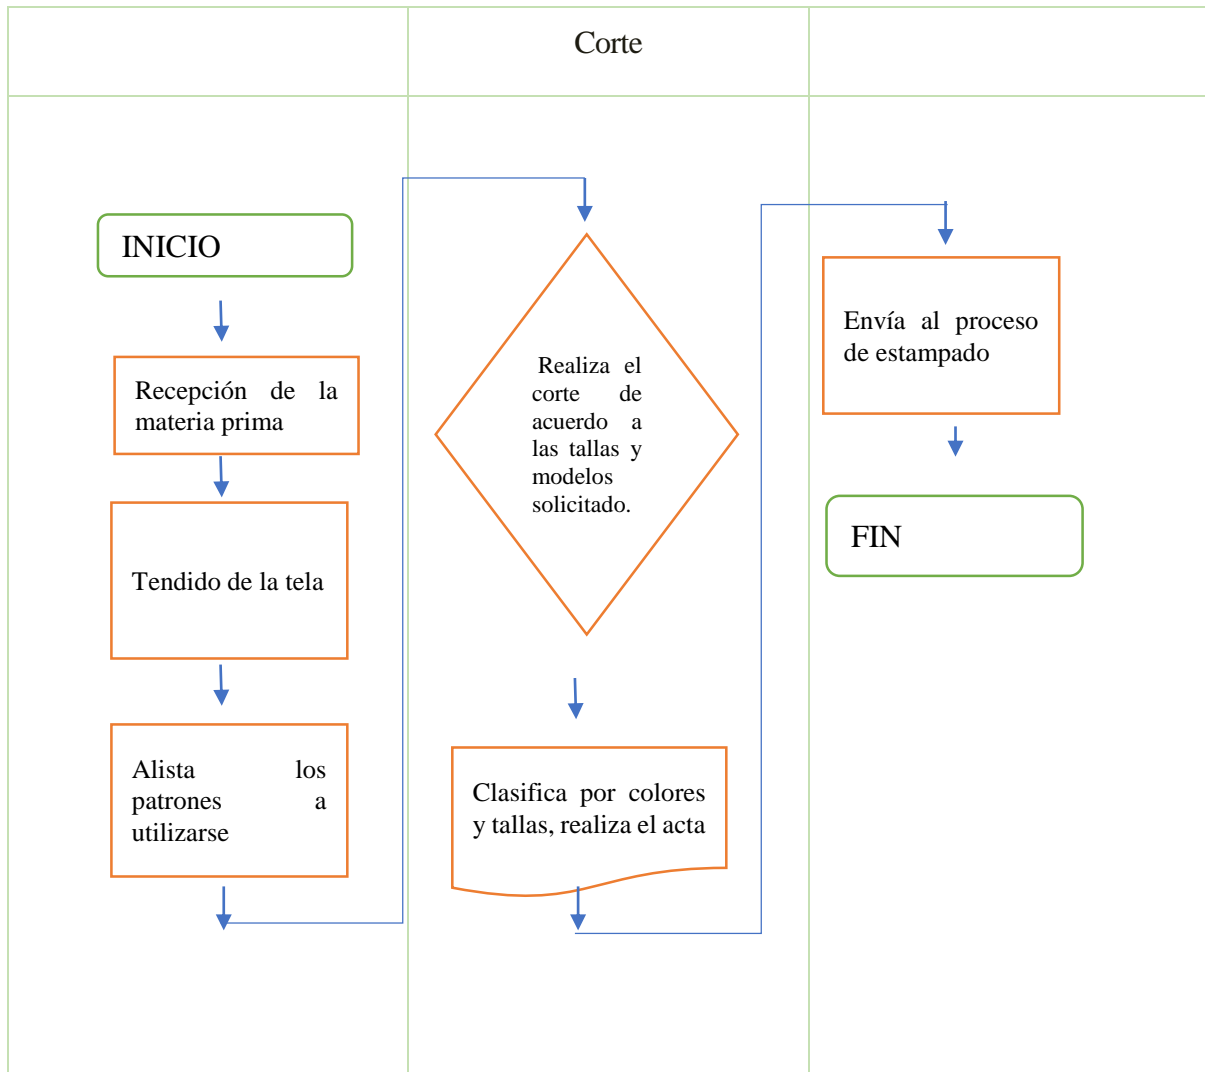 Corte
INICIO
Recepción de la
materia prima
Tendido de la tela
Alista los
patrones a
utilizarse
Realiza el
corte de
acuerdo a
las tallas y
modelos
solicitado.
Clasifica por colores
y tallas, realiza el acta
Envía al proceso
de estampado
FIN